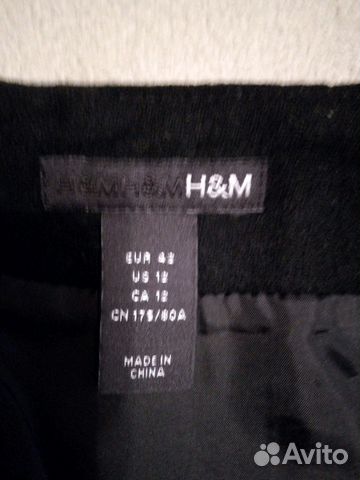 H&MH&MH&M
EUR 42
US 12
CA 12
CN 175/80A
MADE IN
CHINA
Avito